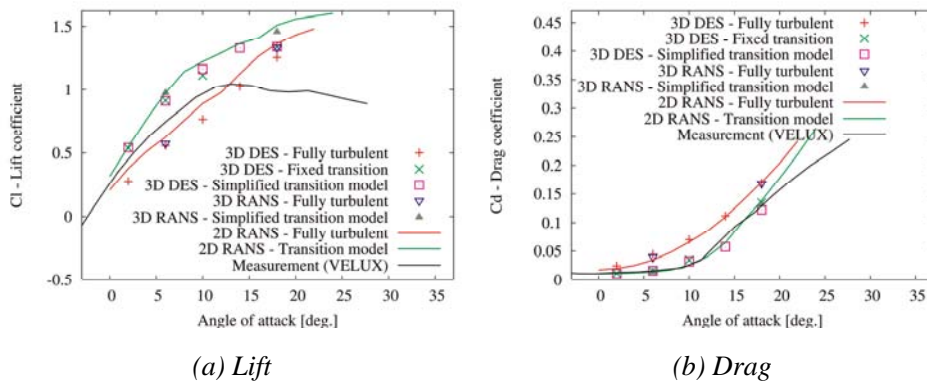 1.5
1
0.5
0
-0.5
Cl - Lift coefficient
3D DES - Fully turbulent
3D DES - Fixed transition
3D DES - Simplified transition model
3D RANS - Fully turbulent
3D RANS - Simplified transition model
2D RANS - Fully turbulent
2D RANS - Transition model
Measurement (VELUX)
0 5 10 15 20 25 30 35
Angle of attack [deg.]
(a) Lift
0.45
0.4
0.35
0.3
0.25
0.2
0.15
0.1
0.05
0
Cd - Drag coefficient
3D DES - Fully turbulent
3D DES - Fixed transition
3D DES - Simplified transition model
3D RANS - Fully turbulent
3D RANS - Simplified transition model
2D RANS - Fully turbulent
2D RANS - Transition model
Measurement (VELUX)
0 5 10 15 20 25 30 35
Angle of attack [deg.]
(b) Drag